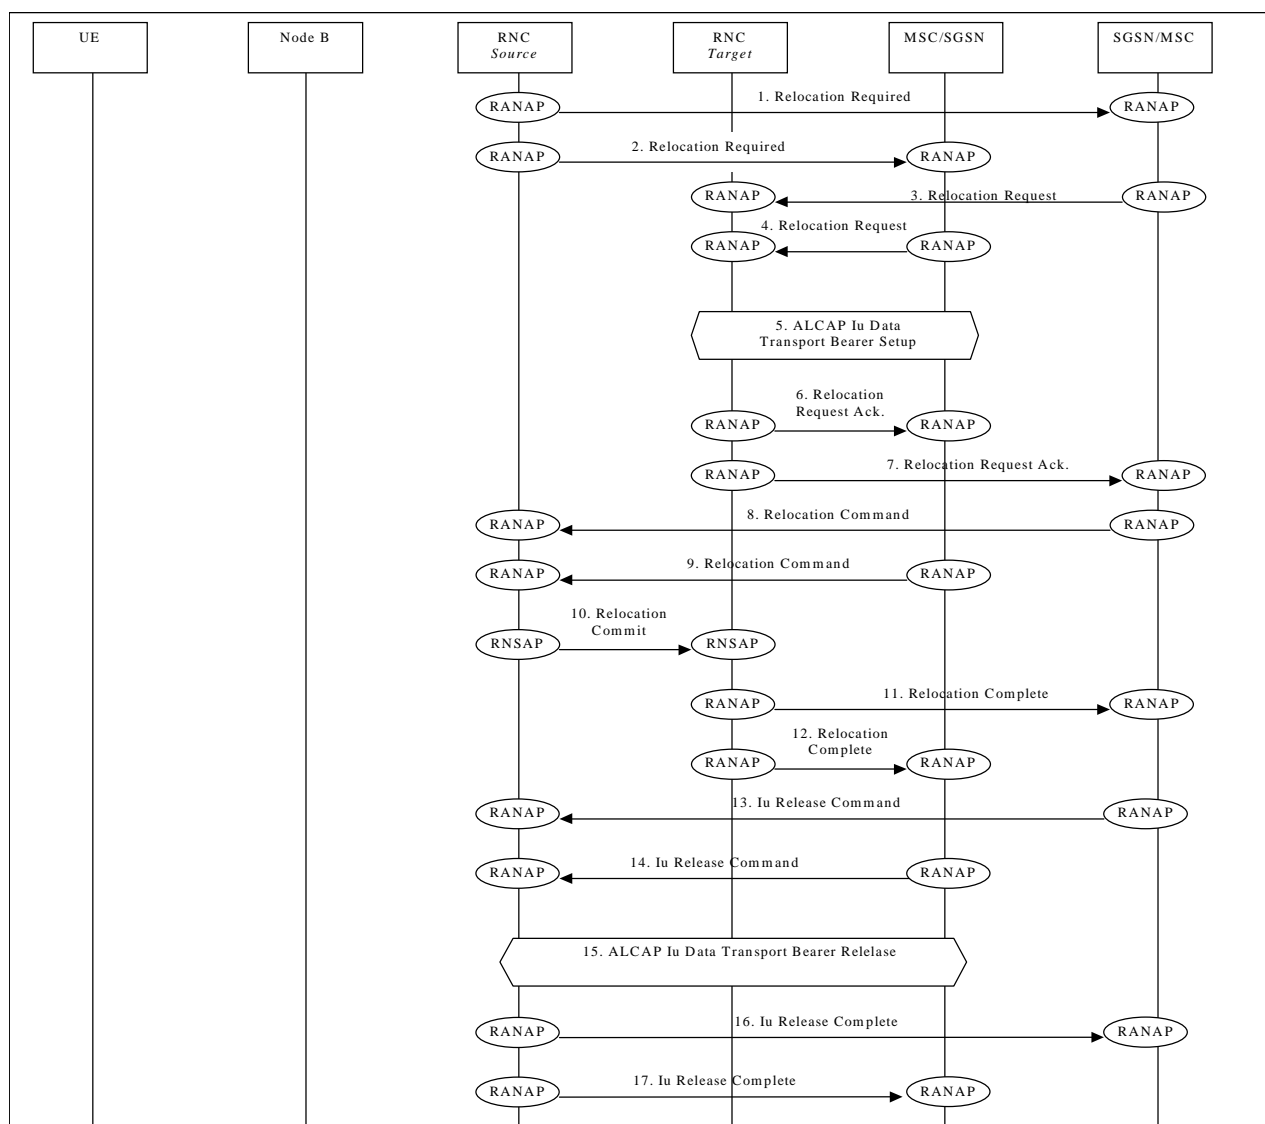 UE
Node B
RNC
Source
RNC
Target
MSC/SGSN
SGSN/MSC
RANAP
1. Relocation Required
RANAP
RANAP
2. Relocation Required
RANAP
RANAP
3. Relocation Request
RANAP
RANAP
4. Relocation Request
RANAP
5. ALCAP Iu Data
Transport Bearer Setup
RANAP
6. Relocation
Request Ack.
RANAP
RANAP
7. Relocation Request Ack.
RANAP
RANAP
8. Relocation Command
RANAP
RANAP
9. Relocation Command
RANAP
RNSAP
10. Relocation
Commit
RNSAP
RANAP
11. Relocation Complete
RANAP
RANAP
12. Relocation
Complete
RANAP
RANAP
13. Iu Release Command
RANAP
RANAP
14. Iu Release Command
RANAP
15. ALCAP Iu Data Transport Bearer Relelase
RANAP
16. Iu Release Complete
RANAP
RANAP
17. Iu Release Complete
RANAP